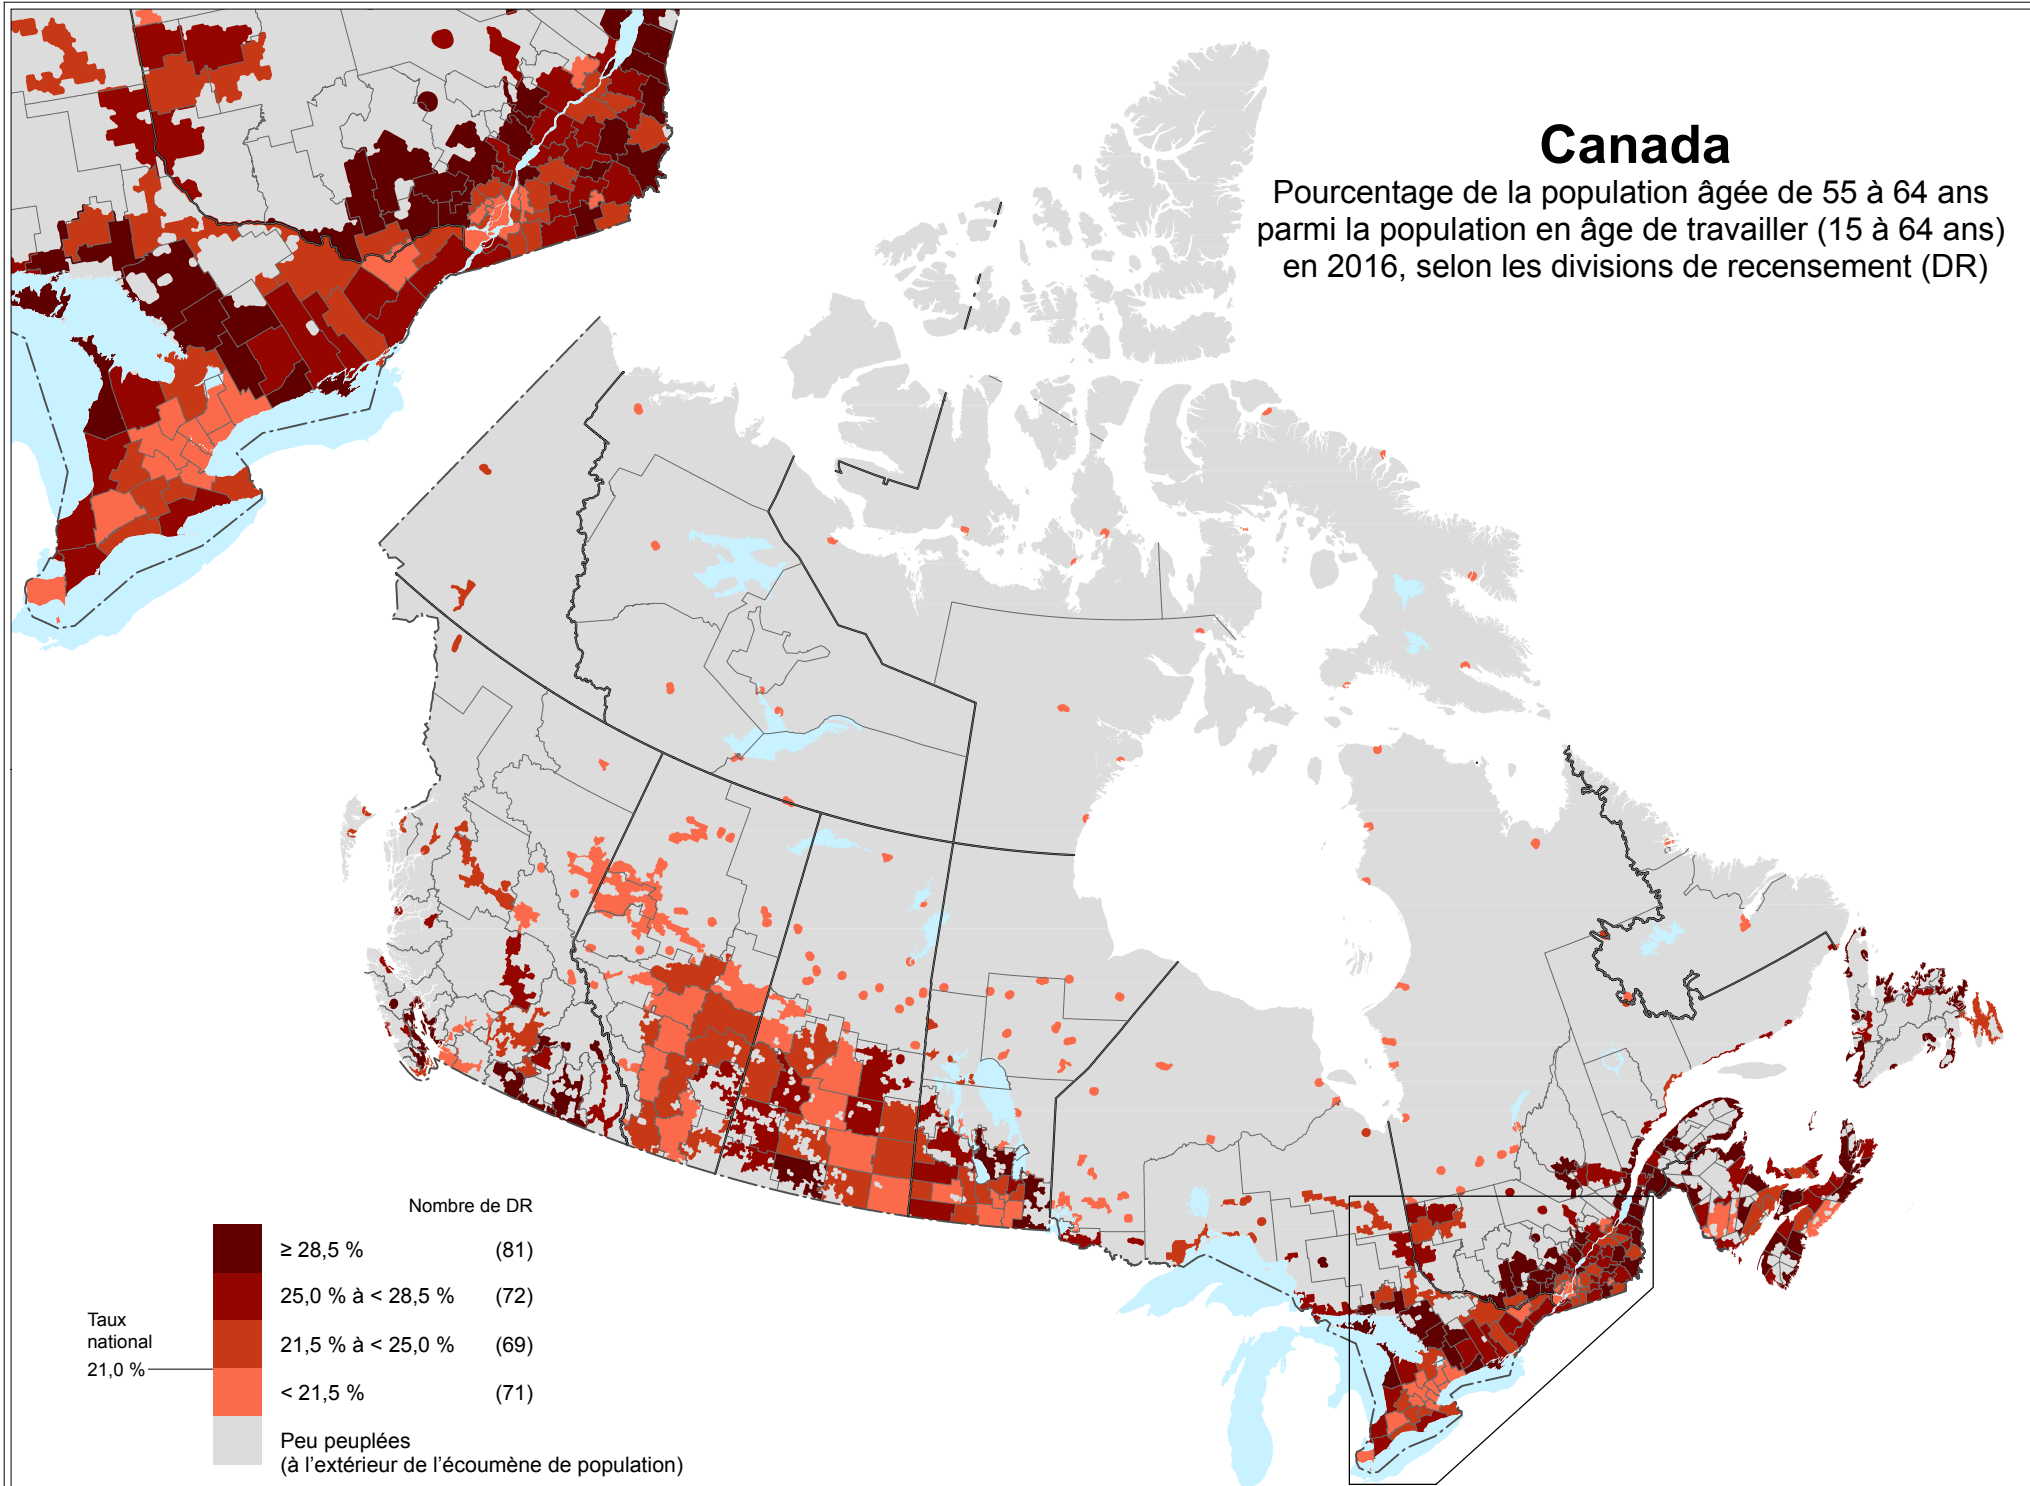 Canada
Pourcentage de la population âgée de 55 à 64 ans
parmi la population en âge de travailler (15 à 64 ans)
en 2016, selon les divisions de recensement (DR)
Nombre de DR
≥ 28,5 % (81)
25,0 % à < 28,5 % (72)
21,5 % à < 25,0 % (69)
< 21,5 % (71)
Taux
national
21,0 %
Peu peuplées
(à l’extérieur de l’écoumène de population)